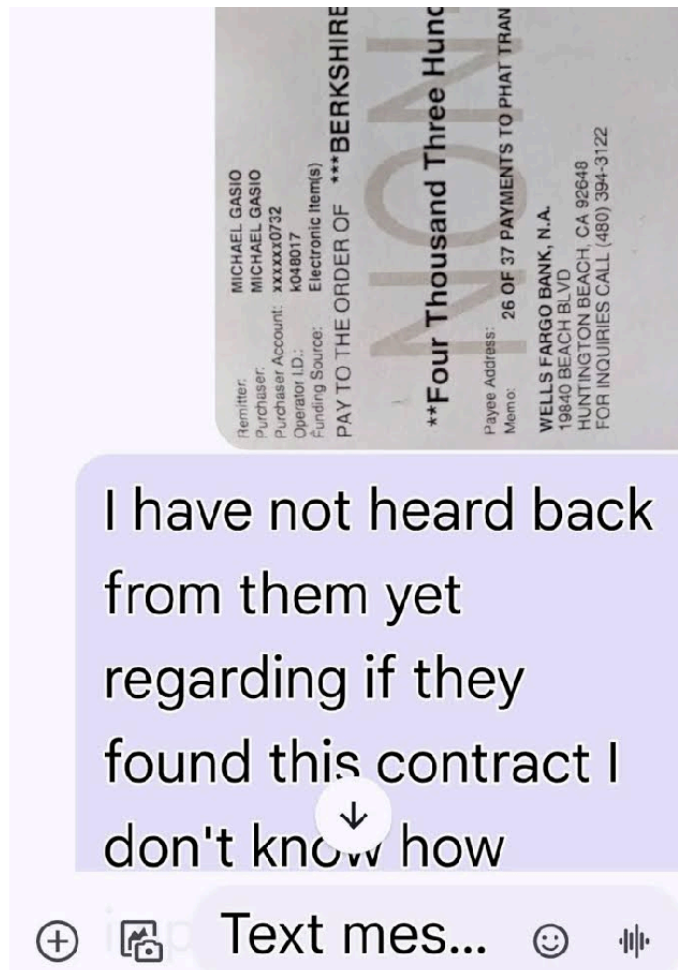 Remitter: MICHAEL GASIO
Purchaser: MICHAEL GASIO
Purchaser Account: xxxxxx0732
Operator I.D.: k048017
Funding Source: Electronic Item(s)
PAY TO THE ORDER OF ***BERKSHIRE
**Four Thousand Three Hund
NON
Payee Address:
Memo: 26 OF 37 PAYMENTS TO PHAT TRAN
WELLS FARGO BANK, N.A.
19840 BEACH BLVD
HUNTINGTON BEACH, CA 92648
FOR INQUIRIES CALL (480) 394-3122
I have not heard back
from them yet
regarding if they
found this contract I
don't know how
Text mes...